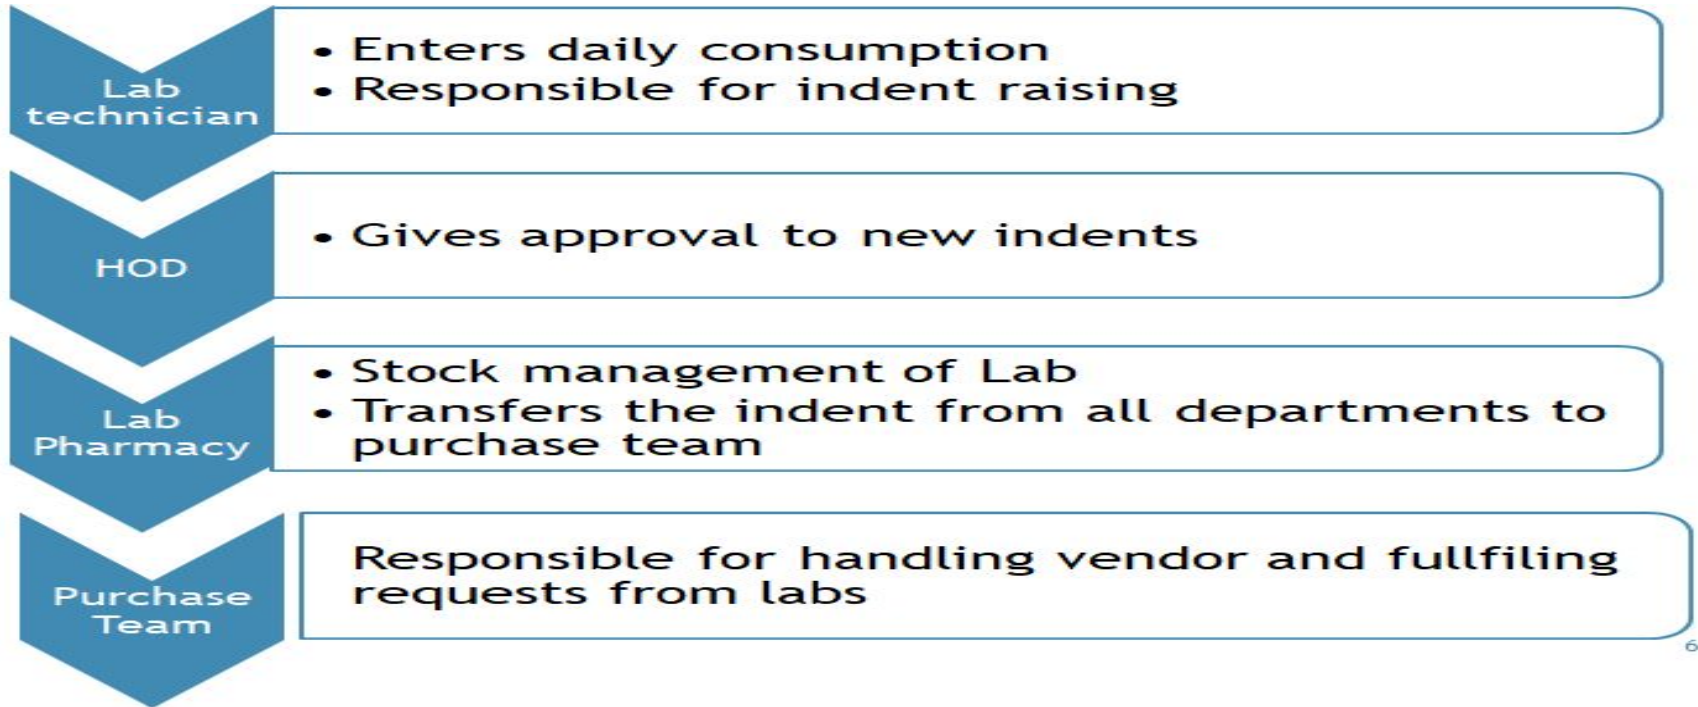 Lab
technician
• Enters daily consumption
• Responsible for indent raising
HOD
• Gives approval to new indents
Lab
Pharmacy
• Stock management of Lab
• Transfers the indent from all departments to
purchase team
Purchase
Team
Responsible for handling vendor and fullfiling
requests from labs
6